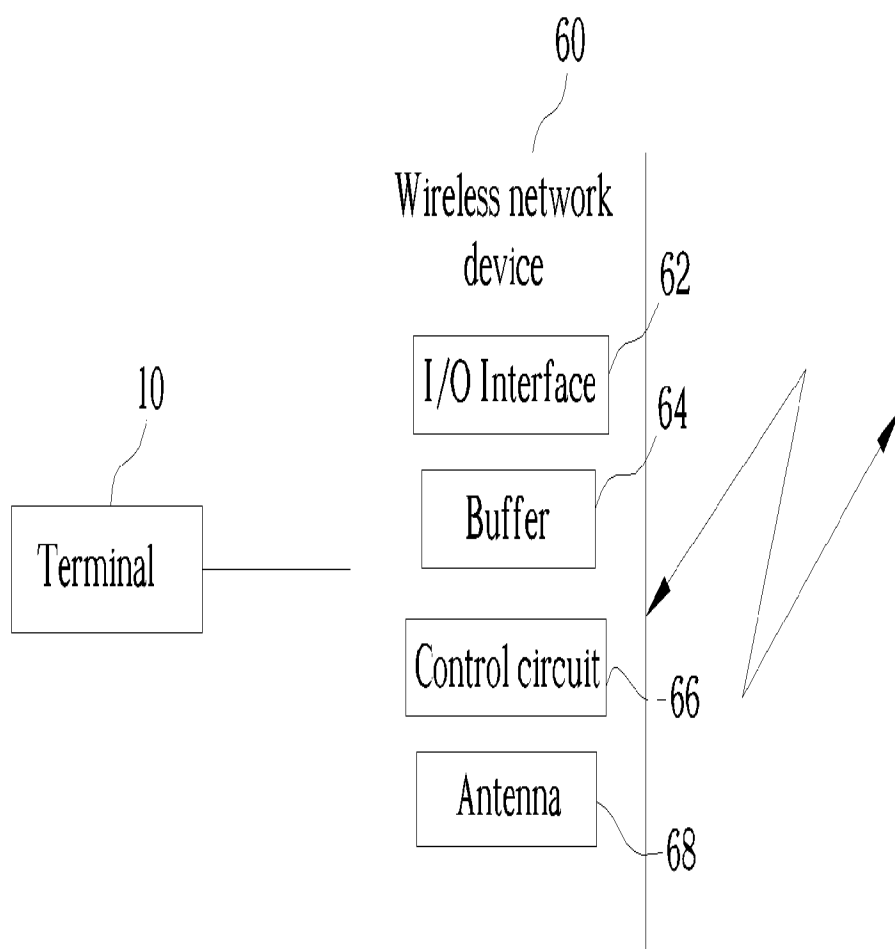 60
Wireless network
device
62
I/O Interface
10
64
Buffer
Terminal
Control circuit
66
Antenna
68